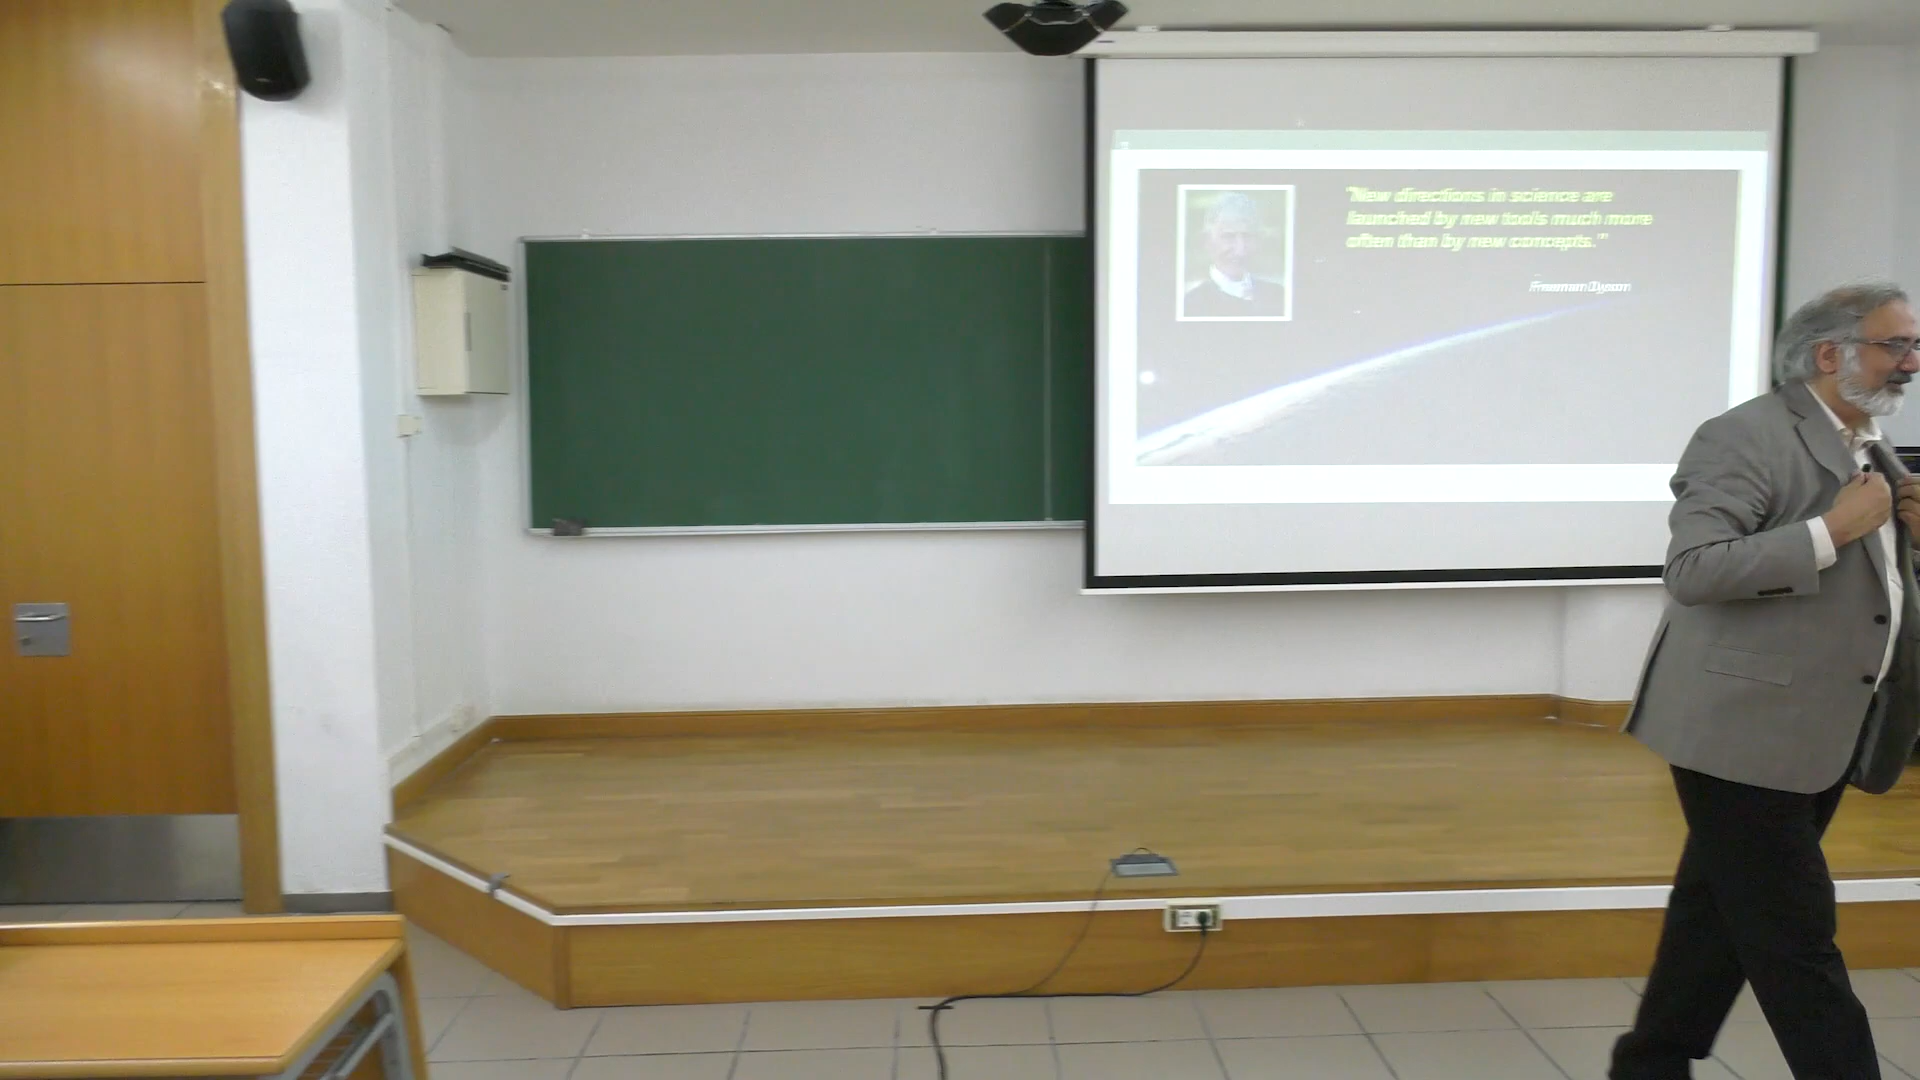 "New directions in science are
launched by new tools much more
often than by new concepts."
Freeman Dyson